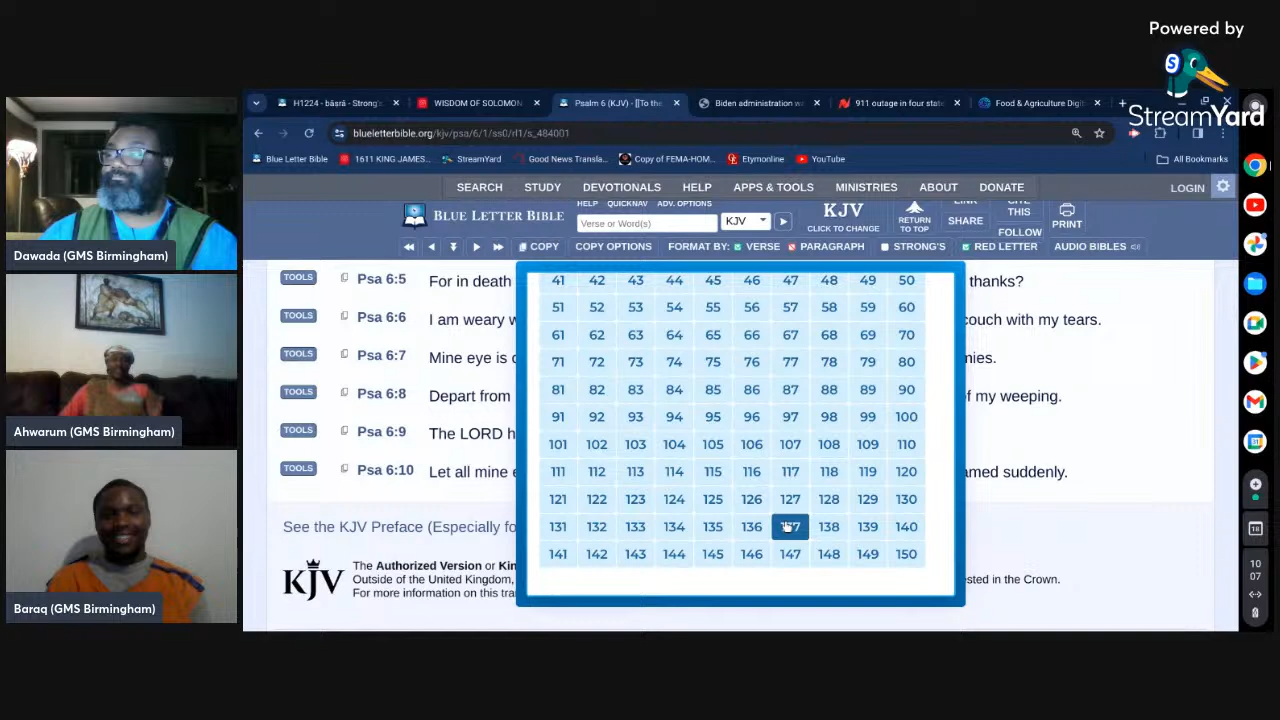 Powered by
StreamYard
H1224 - bāśrā - Strong's
WISDOM OF SOLOMON
Psalm 6 (KJV) - [[To the
Biden administration wa
911 outage in four state
Food & Agriculture Digit
blueletterbible.org/kjv/psa/6/1/ss0/rl1/s_484001
Blue Letter Bible
1611 KING JAMES...
StreamYard
Good News Transla...
Copy of FEMA-HOM...
Etymonline
YouTube
All Bookmarks
SEARCH STUDY DEVOTIONALS HELP APPS & TOOLS MINISTRIES ABOUT DONATE LOGIN
BLUE LETTER BIBLE
HELP QUICKNAV ADV. OPTIONS
Verse or Word(s)
KJV
KJV
CLICK TO CHANGE
RETURN
TO TOP
LINK
SHARE
CITE
THIS
FOLLOW
PRINT
COPY COPY OPTIONS FORMAT BY: VERSE PARAGRAPH STRONG'S RED LETTER AUDIO BIBLES
TOOLS Psa 6:5 For in death thanks?
TOOLS Psa 6:6 I am weary w couch with my tears.
TOOLS Psa 6:7 Mine eye is c mies.
TOOLS Psa 6:8 Depart from f my weeping.
TOOLS Psa 6:9 The LORD h
TOOLS Psa 6:10 Let all mine e amed suddenly.
41 42 43 44 45 46 47 48 49 50
51 52 53 54 55 56 57 58 59 60
61 62 63 64 65 66 67 68 69 70
71 72 73 74 75 76 77 78 79 80
81 82 83 84 85 86 87 88 89 90
91 92 93 94 95 96 97 98 99 100
101 102 103 104 105 106 107 108 109 110
111 112 113 114 115 116 117 118 119 120
121 122 123 124 125 126 127 128 129 130
131 132 133 134 135 136 137 138 139 140
141 142 143 144 145 146 147 148 149 150
See the KJV Preface (Especially fo
KJV
The Authorized Version or Kin
Outside of the United Kingdom, ested in the Crown.
For more information on this tra
Dawada (GMS Birmingham)
Ahwarum (GMS Birmingham)
Baraq (GMS Birmingham)
31
18
10
07